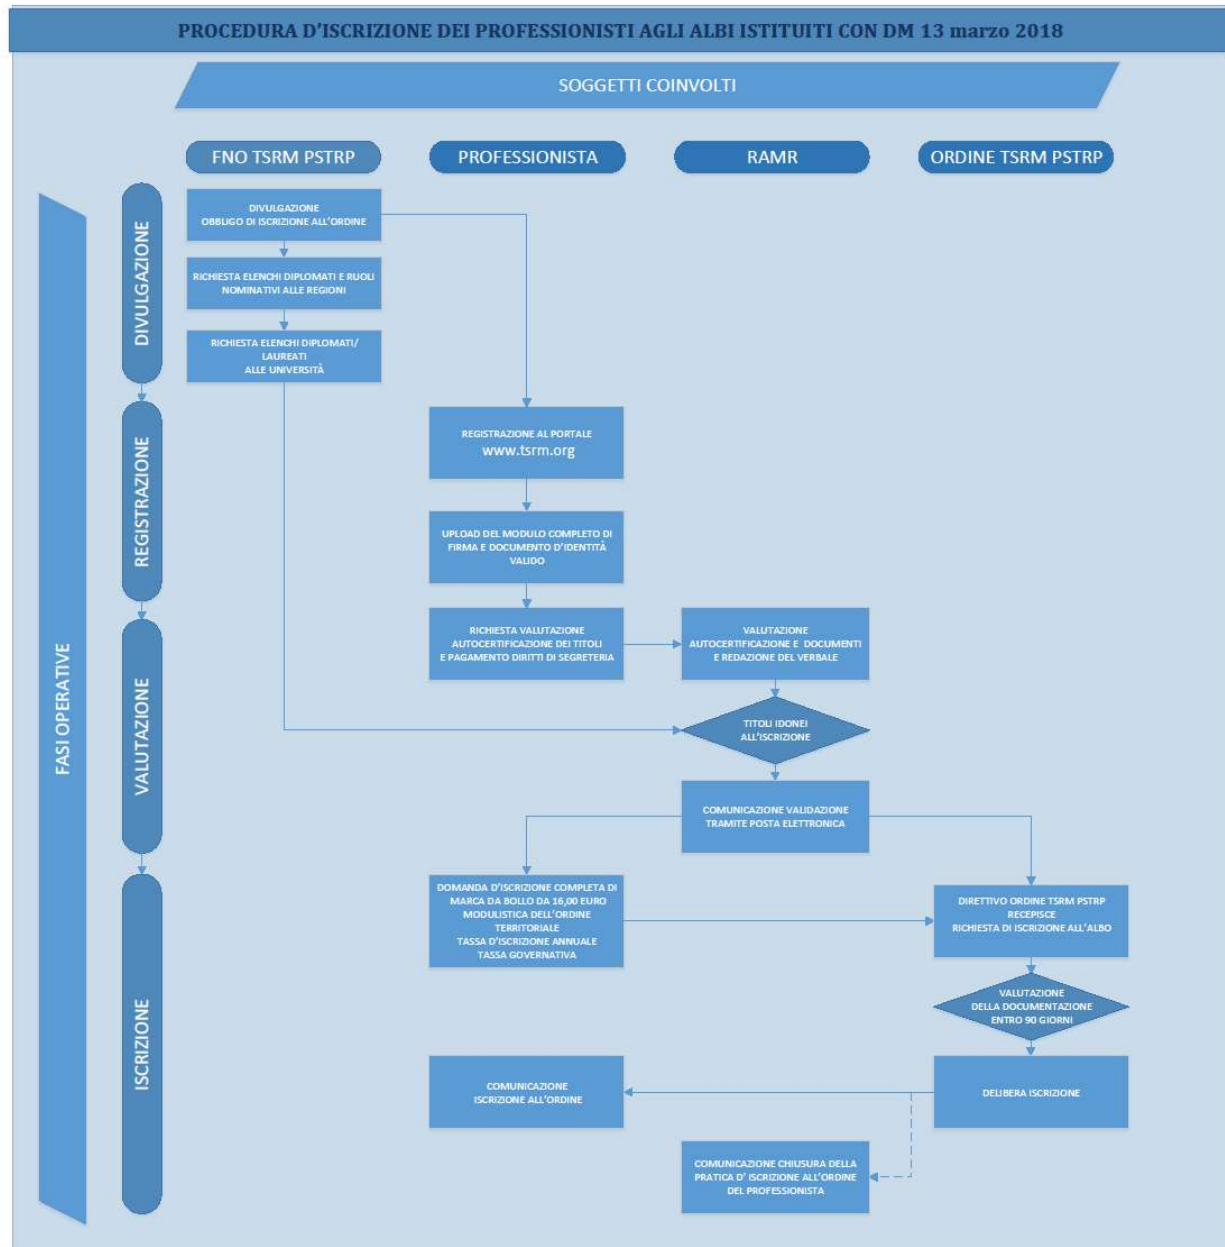 PROCEDURA D'ISCRIZIONE DEI PROFESSIONISTI AGLI ALBI ISTITUITI CON DM 13 marzo 2018
SOGGETTI COINVOLTI
FNO TSRM PSTRP
PROFESSIONISTA
RAMR
ORDINE TSRM PSTRP
FASI OPERATIVE
DIVULGAZIONE
DIVULGAZIONE
OBBLIGO DI ISCRIZIONE ALL'ORDINE
RICHIESTA ELENCHI DIPLOMATI E RUOLI
NOMINATIVI ALLE REGIONI
RICHIESTA ELENCHI DIPLOMATI/
LAUREATI
ALLE UNIVERSITÀ
REGISTRAZIONE
REGISTRAZIONE AL PORTALE
www.tsrm.org
UPLOAD DEL MODULO COMPLETO DI
FIRMA E DOCUMENTO D'IDENTITÀ
VALIDO
VALUTAZIONE
RICHIESTA VALUTAZIONE
AUTOCERTIFICAZIONE DEI TITOLI
E PAGAMENTO DIRITTI DI SEGRETERIA
VALUTAZIONE
AUTOCERTIFICAZIONE E DOCUMENTI
E REDAZIONE DEL VERBALE
TITOLI IDONEI
ALL'ISCRIZIONE
COMUNICAZIONE VALIDAZIONE
TRAMITE POSTA ELETTRONICA
ISCRIZIONE
DOMANDA D'ISCRIZIONE COMPLETA DI
MARCA DA BOLLO DA 16,00 EURO
MODULISTICA DELL'ORDINE
TERRITORIALE
TASSA D'ISCRIZIONE ANNUALE
TASSA GOVERNATIVA
DIRETTIVO ORDINE TSRM PSTRP
RECEPISCE
RICHIESTA DI ISCRIZIONE ALL'ALBO
VALUTAZIONE
DELLA DOCUMENTAZIONE
ENTRO 90 GIORNI
COMUNICAZIONE
ISCRIZIONE ALL'ORDINE
DELIBERA ISCRIZIONE
COMUNICAZIONE CHIUSURA DELLA
PRATICA D' ISCRIZIONE ALL'ORDINE
DEL PROFESSIONISTA